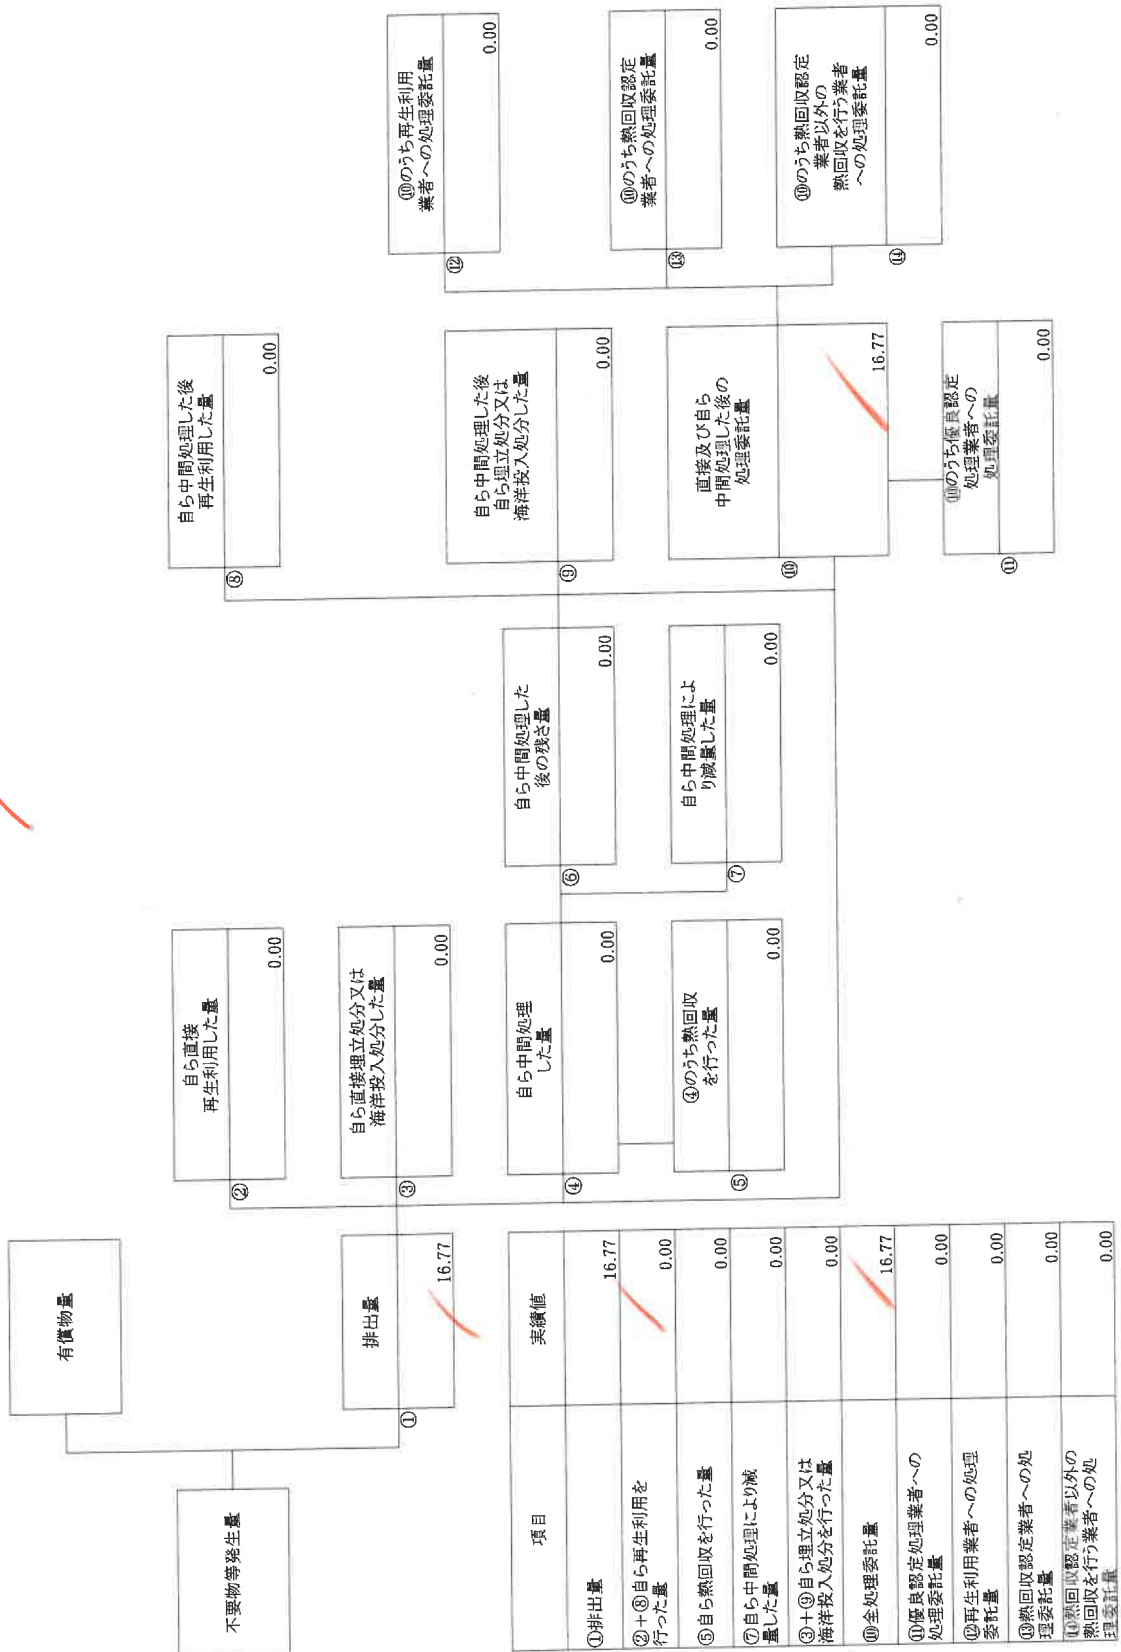 不要物等発生量
有償物量
排出量
①
16.77
自ら直接
再生利用した量
②
0.00
自ら直接埋立処分又は
海洋投入処分した量
③
0.00
自ら中間処理
した量
④
0.00
④のうち熱回収
を行った量
⑤
0.00
自ら中間処理した
後の残さ量
⑥
0.00
自ら中間処理によ
り減量した量
⑦
0.00
自ら中間処理した後
再生利用した量
⑧
0.00
自ら中間処理した後
自ら埋立処分又は
海洋投入処分した量
⑨
0.00
直接及び自ら
中間処理した後の
処理委託量
⑩
16.77
⑩のうち優良認定
処理業者への
処理委託量
⑪
0.00
⑩のうち再生利用
業者への処理委託量
⑫
0.00
⑩のうち熱回収認定
業者への処理委託量
⑬
0.00
⑩のうち熱回収認定
業者以外の
熱回収を行う業者
への処理委託量
⑭
0.00
項目 実績値
①排出量 16.77
②+⑧自ら再生利用を
行った量 0.00
⑤自ら熱回収を行った量 0.00
⑦自ら中間処理により減
量した量 0.00
③+⑨自ら埋立処分又は
海洋投入処分を行った量 0.00
⑩全処理委託量 16.77
⑪優良認定処理業者への
処理委託量 0.00
⑫再生利用業者への処理
委託量 0.00
⑬熱回収認定業者への処
理委託量 0.00
⑭熱回収認定業者以外の
熱回収を行う業者への処
理委託量 0.00